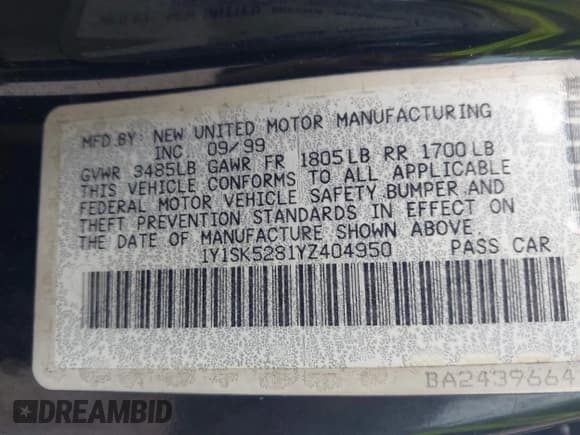 MFD.BY: NEW UNITED MOTOR MANUFACTURING
INC 09/99
GVWR 3485LB GAWR FR 1805LB RR 1700LB
THIS VEHICLE CONFORMS TO ALL APPLICABLE
FEDERAL MOTOR VEHICLE SAFETY BUMPER AND
THEFT PREVENTION STANDARDS IN EFFECT ON
THE DATE OF MANUFACTURE SHOWN ABOVE.
1Y1SK5281YZ404950 PASS CAR
BA2439664
DREAMBID